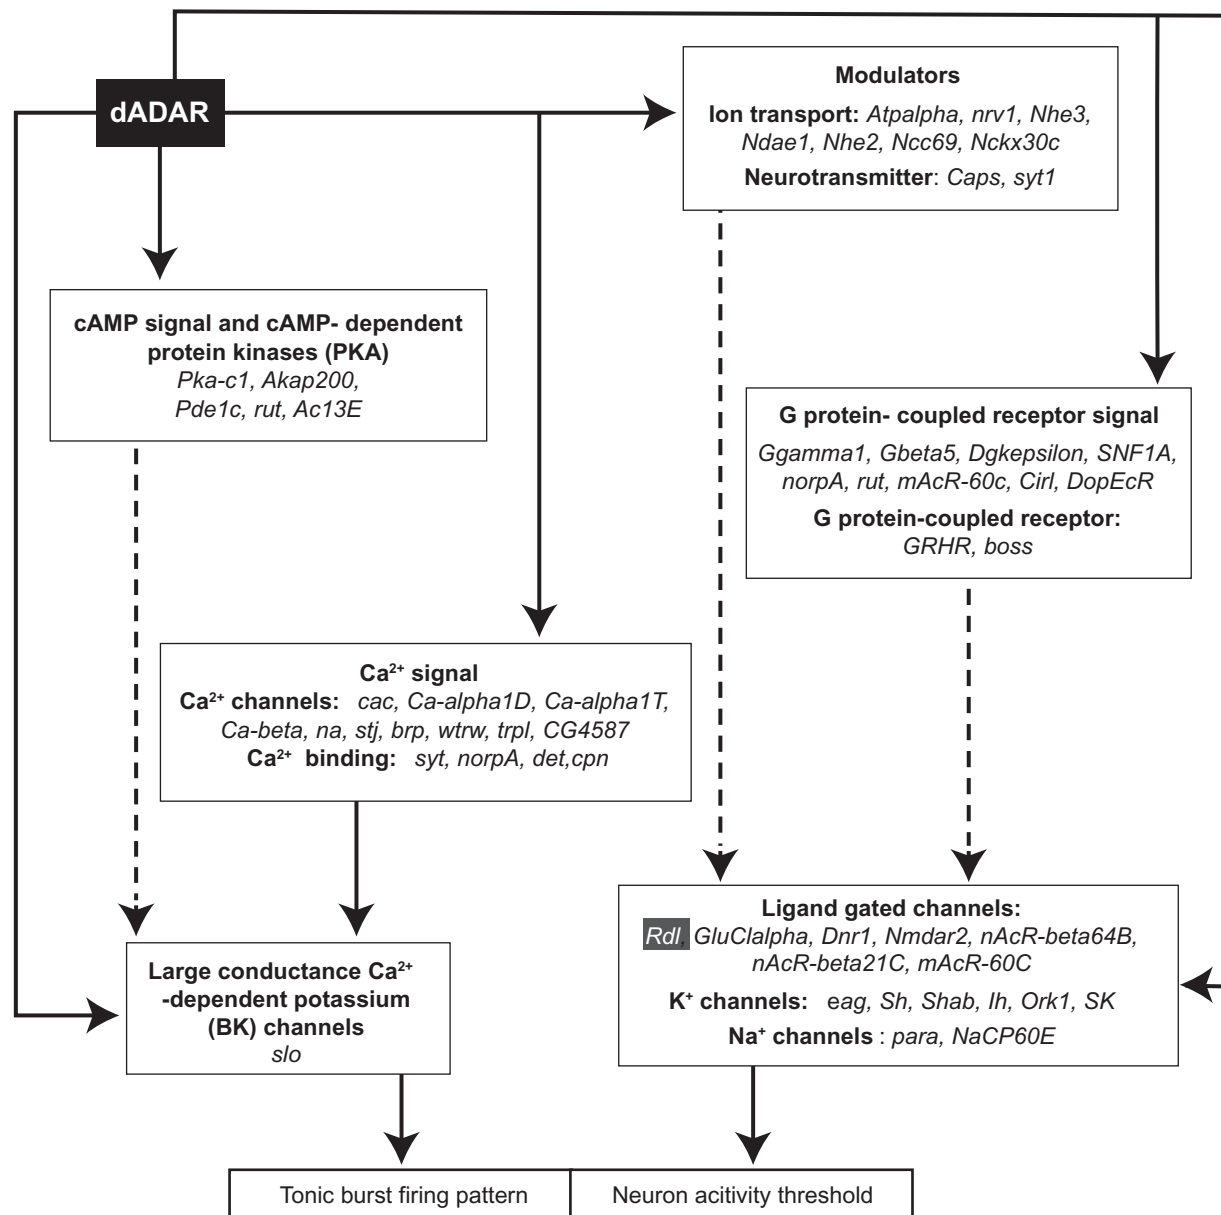 dADAR
Modulators
Ion transport: Atpalpha, nrv1, Nhe3,
Ndae1, Nhe2, Ncc69, Nckx30c
Neurotransmitter: Caps, syt1
cAMP signal and cAMP- dependent
protein kinases (PKA)
Pka-c1, Akap200,
Pde1c, rut, Ac13E
G protein- coupled receptor signal
Ggamma1, Gbeta5, Dgkepsilon, SNF1A,
norpA, rut, mAcR-60c, Cirl, DopEcR
G protein-coupled receptor:
GRHR, boss
Ca²⁺ signal
Ca²⁺ channels: cac, Ca-alpha1D, Ca-alpha1T,
Ca-beta, na, stj, brp, wtrw, trpl, CG4587
Ca²⁺ binding: syt, norpA, det,cpn
Ligand gated channels:
Rdl, GluClalpha, Dnr1, Nmdar2, nAcR-beta64B,
nAcR-beta21C, mAcR-60C
K⁺ channels: eag, Sh, Shab, Ih, Ork1, SK
Na⁺ channels : para, NaCP60E
Large conductance Ca²⁺
-dependent potassium
(BK) channels
slo
Tonic burst firing pattern
Neuron acitivity threshold